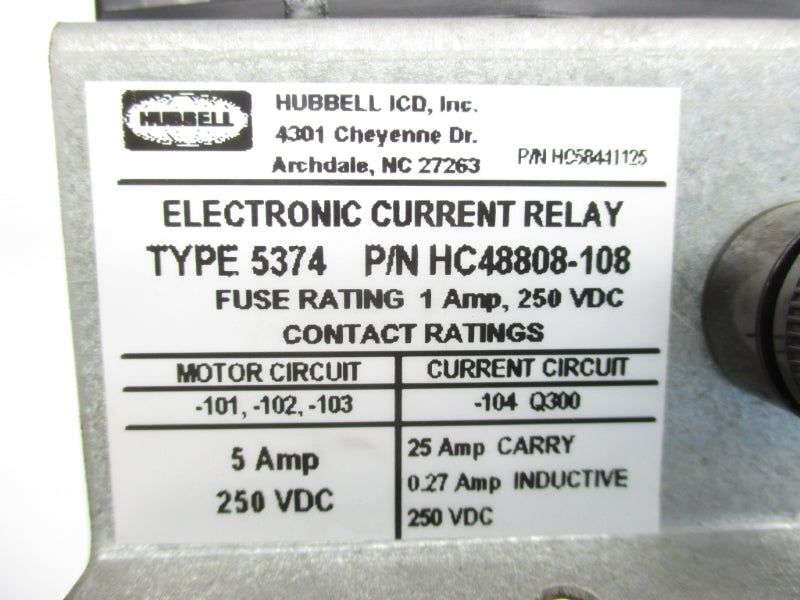 HUBBELL
HUBBELL ICD, Inc.
4301 Cheyenne Dr.
Archdale, NC 27263
P/N HC58441125
ELECTRONIC CURRENT RELAY
TYPE 5374 P/N HC48808-108
FUSE RATING 1 Amp, 250 VDC
CONTACT RATINGS
MOTOR CIRCUIT
-101, -102, -103
5 Amp
250 VDC
CURRENT CIRCUIT
-104 Q300
25 Amp CARRY
0.27 Amp INDUCTIVE
250 VDC